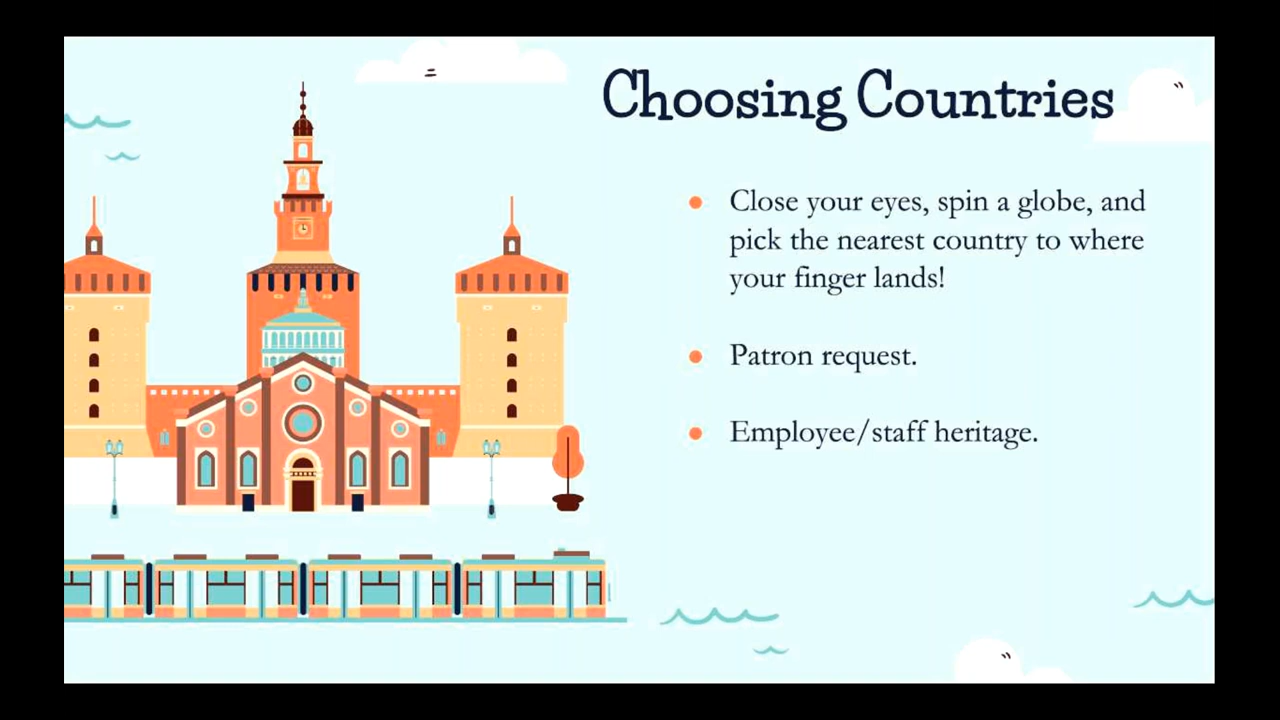 Choosing Countries
Close your eyes, spin a globe, and
pick the nearest country to where
your finger lands!
Patron request.
Employee/staff heritage.